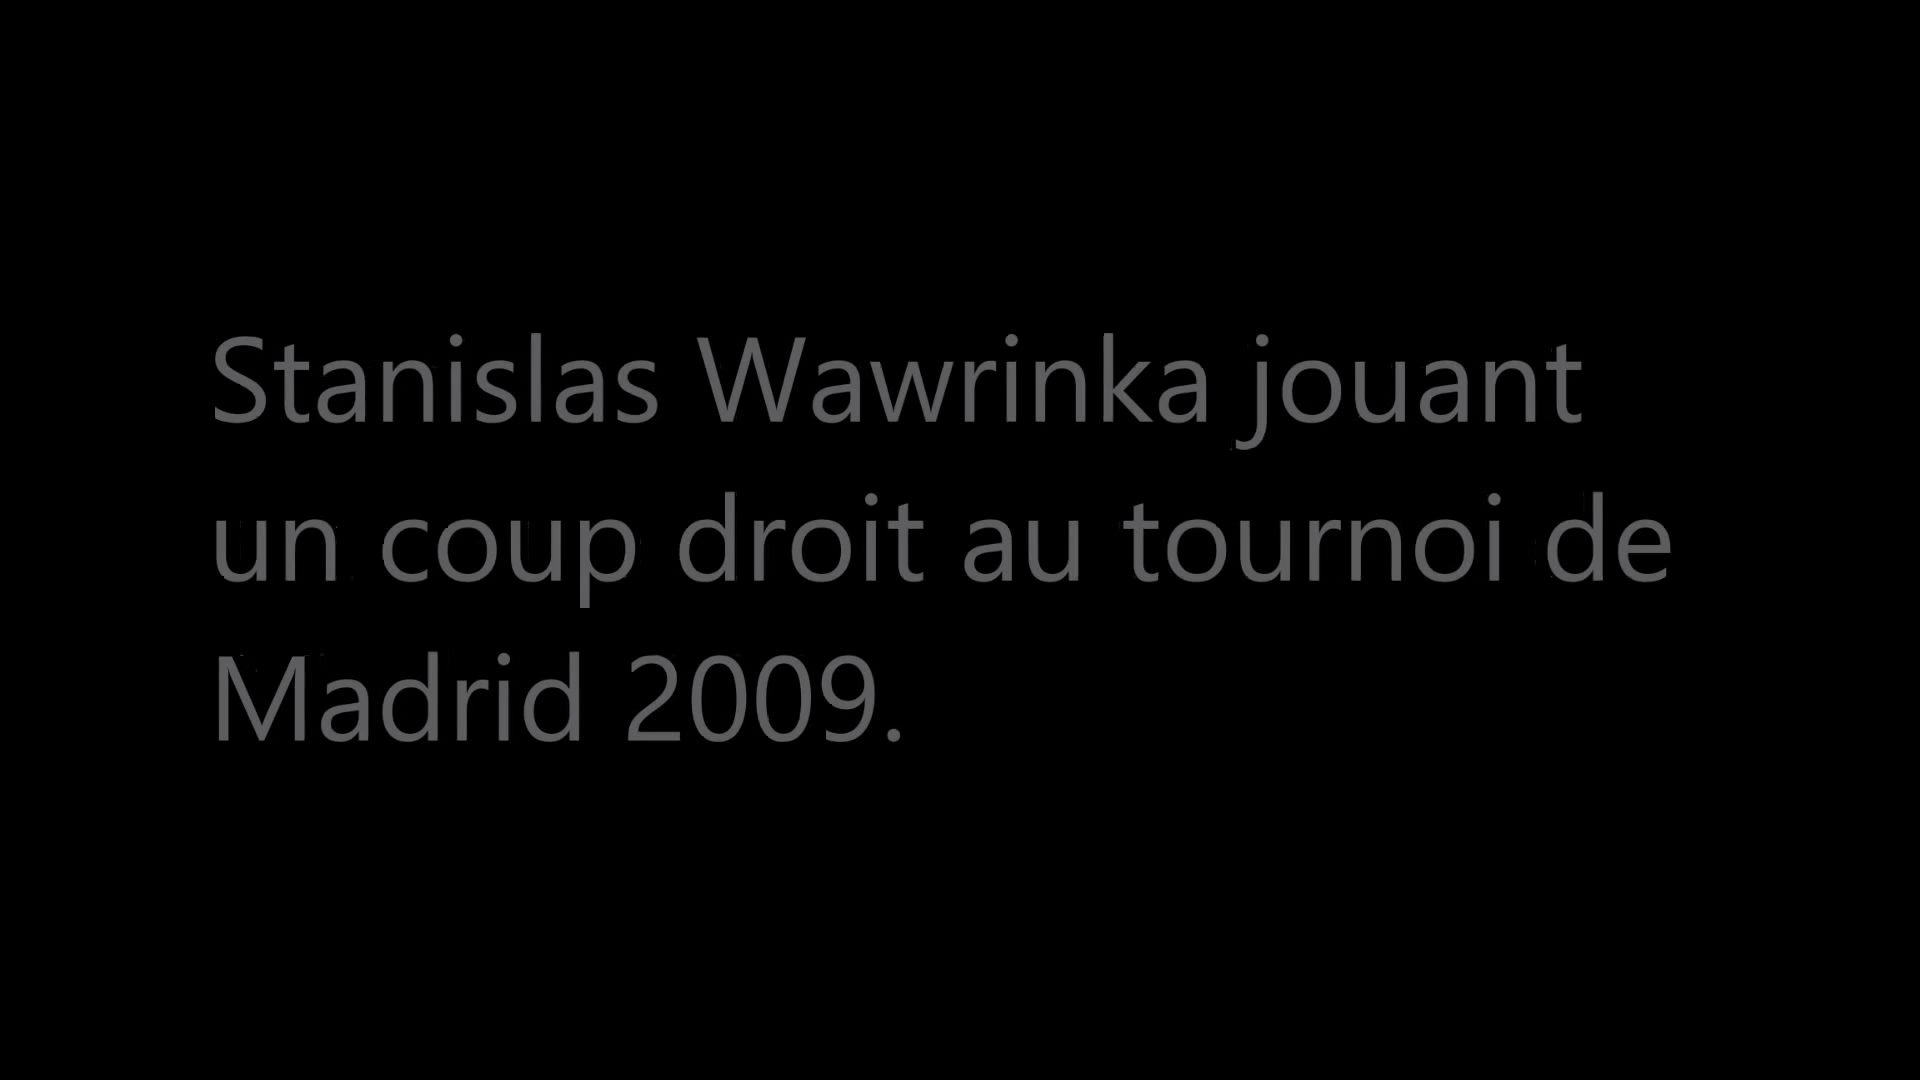 Stanislas Wawrinka jouant
un coup droit au tournoi de
Madrid 2009.